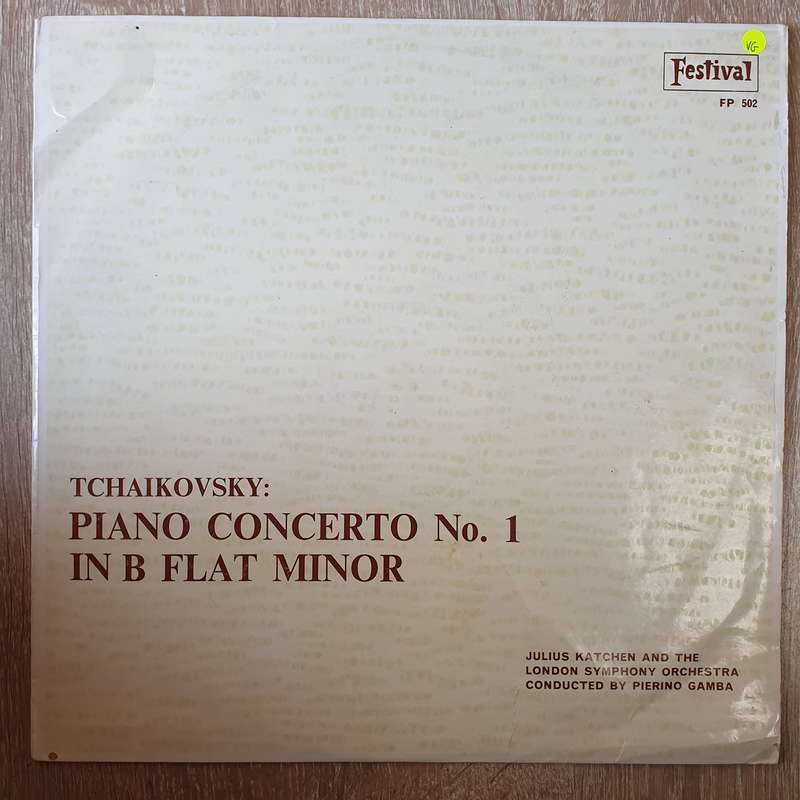 VG
Festival
FP 502
TCHAIKOVSKY:
PIANO CONCERTO No. 1
IN B FLAT MINOR
JULIUS KATCHEN AND THE
LONDON SYMPHONY ORCHESTRA
CONDUCTED BY PIERINO GAMBA